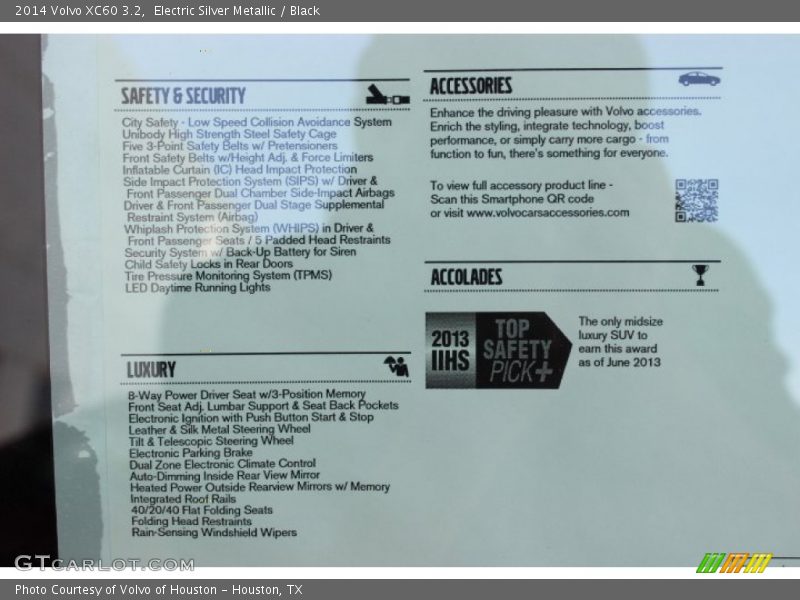 2014 Volvo XC60 3.2, Electric Silver Metallic / Black
SAFETY & SECURITY
City Safety - Low Speed Collision Avoidance System
Unibody High Strength Steel Safety Cage
Five 3-Point Safety Belts w/ Pretensioners
Front Safety Belts w/Height Adj. & Force Limiters
Inflatable Curtain (IC) Head Impact Protection
Side Impact Protection System (SIPS) w/ Driver &
Front Passenger Dual Chamber Side-Impact Airbags
Driver & Front Passenger Dual Stage Supplemental
Restraint System (Airbag)
Whiplash Protection System (WHIPS) in Driver &
Front Passenger Seats / 5 Padded Head Restraints
Security System w/ Back-Up Battery for Siren
Child Safety Locks in Rear Doors
Tire Pressure Monitoring System (TPMS)
LED Daytime Running Lights
LUXURY
8-Way Power Driver Seat w/3-Position Memory
Front Seat Adj. Lumbar Support & Seat Back Pockets
Electronic Ignition with Push Button Start & Stop
Leather & Silk Metal Steering Wheel
Tilt & Telescopic Steering Wheel
Electronic Parking Brake
Dual Zone Electronic Climate Control
Auto-Dimming Inside Rear View Mirror
Heated Power Outside Rearview Mirrors w/ Memory
Integrated Roof Rails
40/20/40 Flat Folding Seats
Folding Head Restraints
Rain-Sensing Windshield Wipers
ACCESSORIES
Enhance the driving pleasure with Volvo accessories.
Enrich the styling, integrate technology, boost
performance, or simply carry more cargo - from
function to fun, there's something for everyone.
To view full accessory product line -
Scan this Smartphone QR code
or visit www.volvocarsaccessories.com
ACCOLADES
2013
IIHS
TOP
SAFETY
PICK+
The only midsize
luxury SUV to
earn this award
as of June 2013
GTCARLOT.COM
Photo Courtesy of Volvo of Houston - Houston, TX